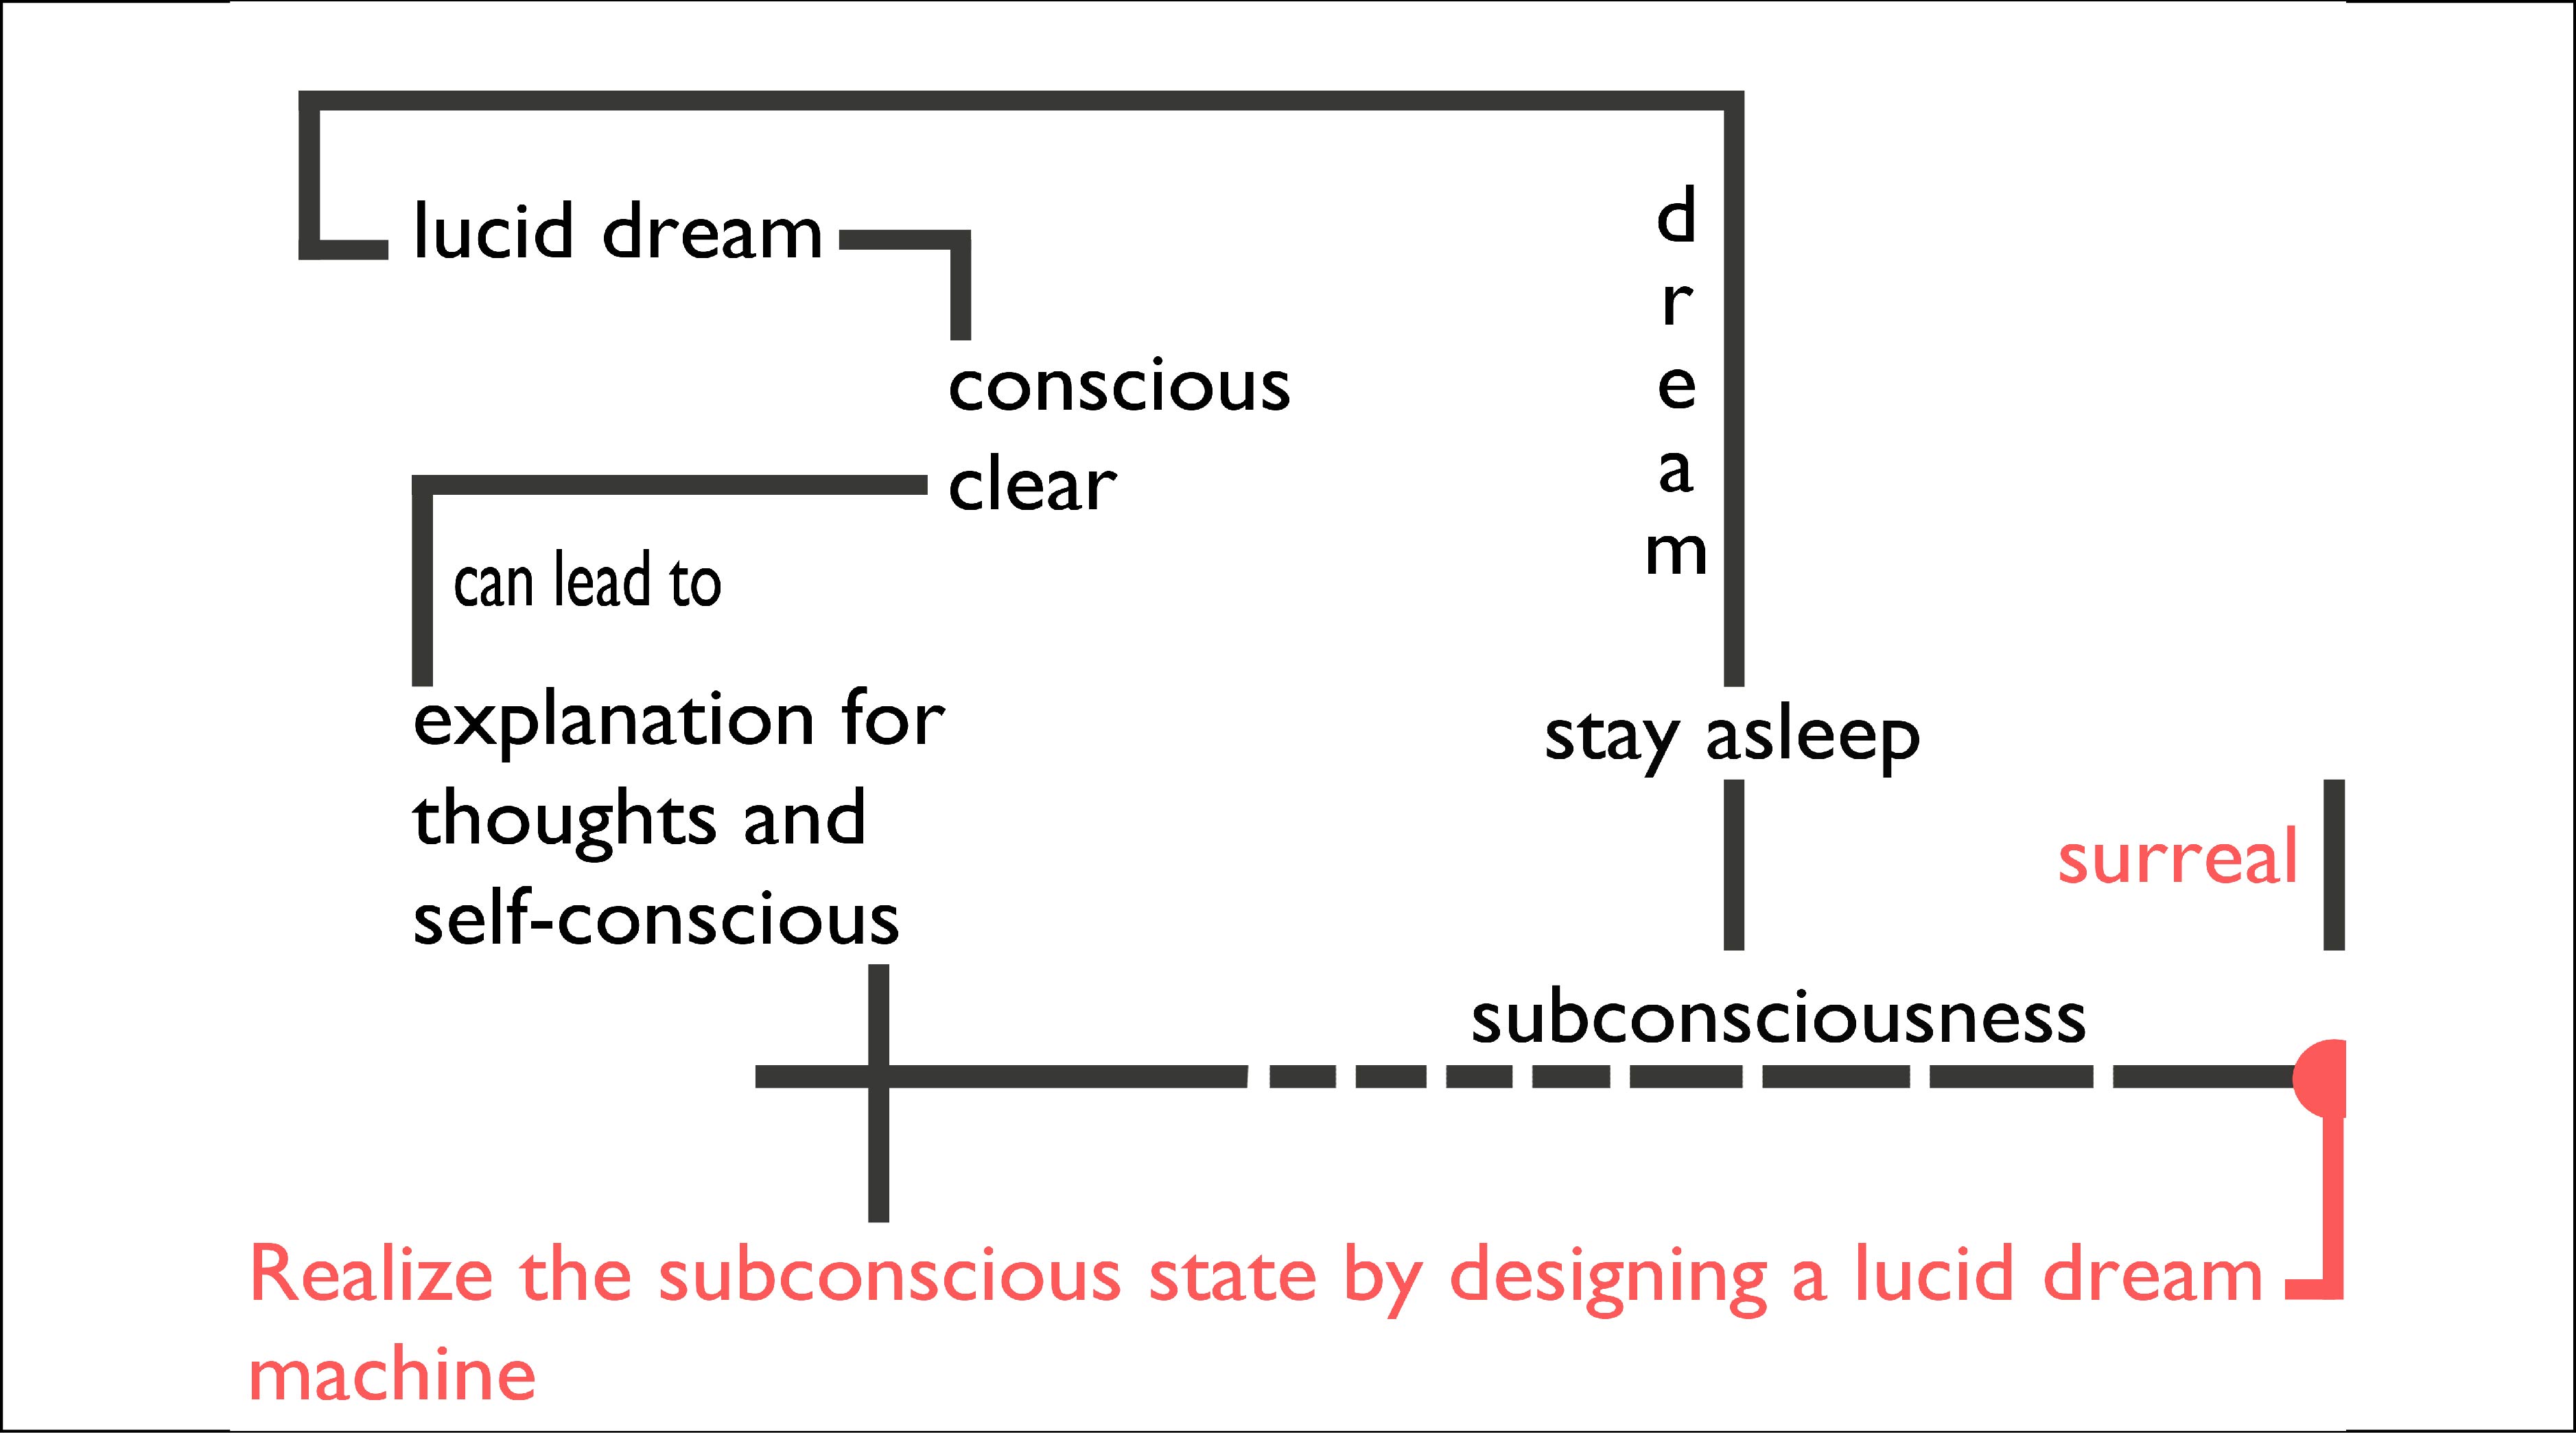 lucid dream
conscious
clear
can lead to
explanation for
thoughts and
self-conscious
dream
stay asleep
subconsciousness
surreal
Realize the subconscious state by designing a lucid dream
machine